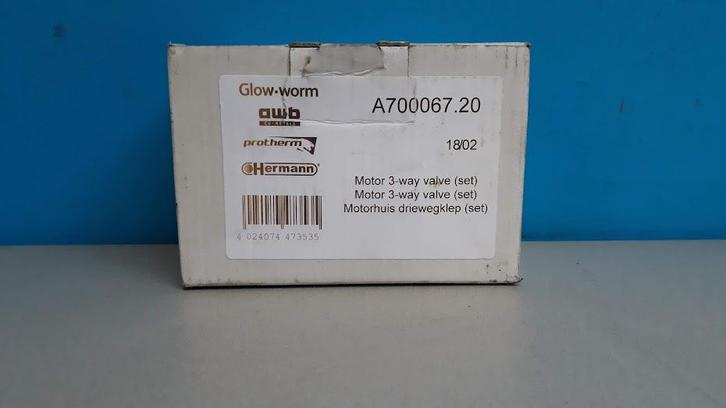 Glow-worm
awb
A700067.20
protherm
18/02
Hermann
Motor 3-way valve (set)
Motor 3-way valve (set)
Motorhuis driewegklep (set)
4 024074 473535